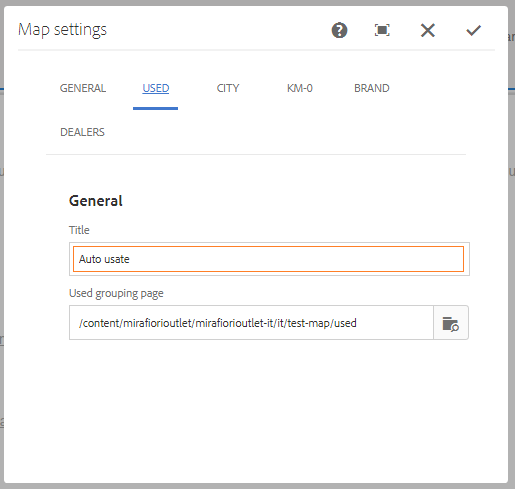 Map settings
GENERAL USED CITY KM-0 BRAND
DEALERS
General
Title
Auto usate
Used grouping page
/content/mirafiorioutlet/mirafiorioutlet-it/it/test-map/used